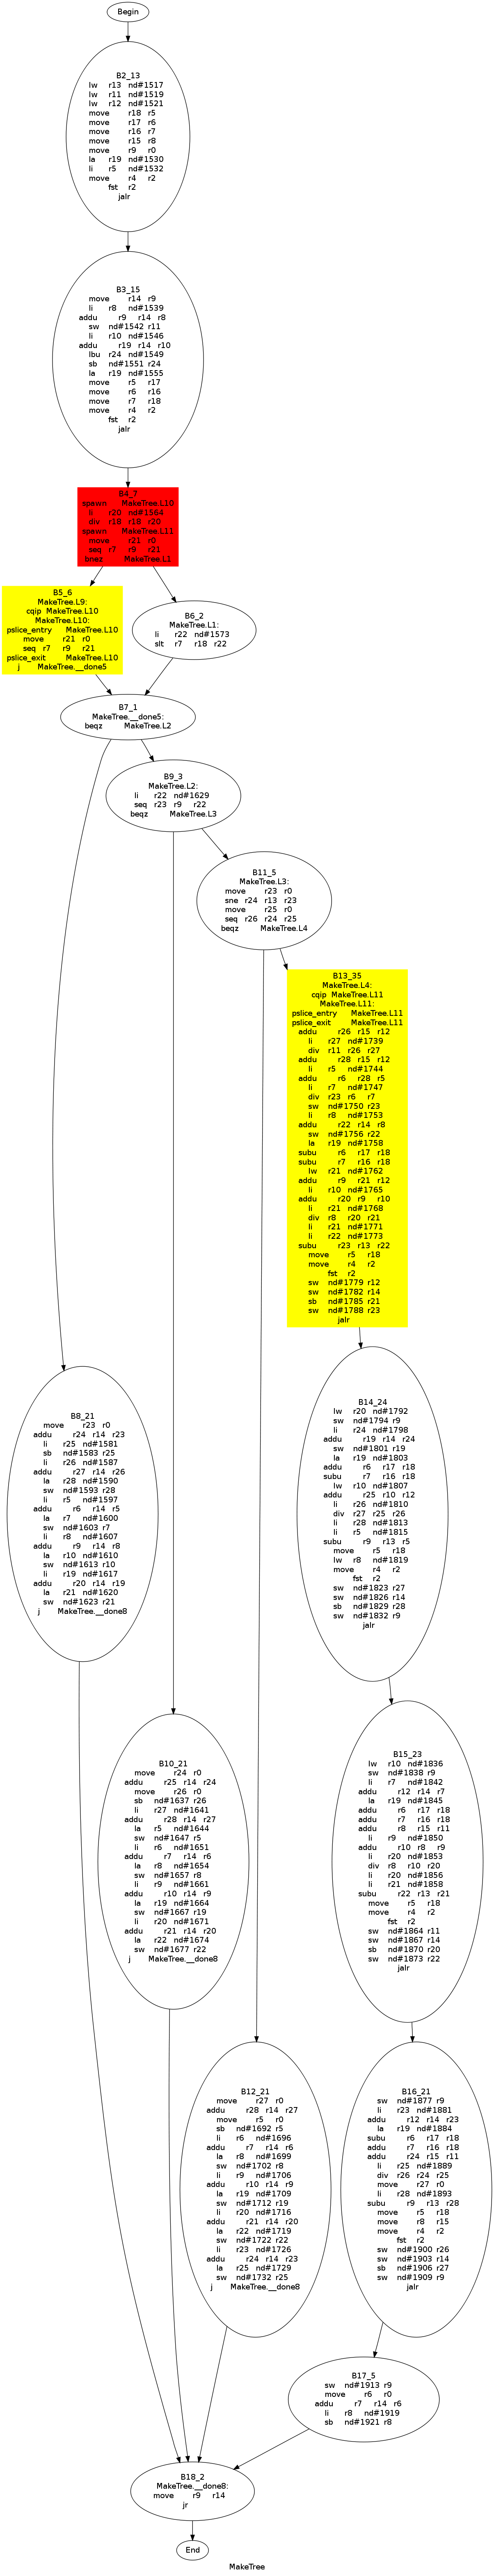 Begin
B2_13
lw r13 nd#1517
lw r11 nd#1519
lw r12 nd#1521
move r18 r5
move r17 r6
move r16 r7
move r15 r8
move r9 r0
la r19 nd#1530
li r5 nd#1532
move r4 r2
fst r2
jalr
B3_15
move r14 r9
li r8 nd#1539
addu r9 r14 r8
sw nd#1542 r11
li r10 nd#1546
addu r19 r14 r10
lbu r24 nd#1549
sb nd#1551 r24
la r19 nd#1555
move r5 r17
move r6 r16
move r7 r18
move r4 r2
fst r2
jalr
B4_7
spawn MakeTree.L10
li r20 nd#1564
div r18 r18 r20
spawn MakeTree.L11
move r21 r0
seq r7 r9 r21
bnez MakeTree.L1
B5_6
MakeTree.L9:
cqip MakeTree.L10
MakeTree.L10:
pslice_entry MakeTree.L10
move r21 r0
seq r7 r9 r21
pslice_exit MakeTree.L10
j MakeTree.__done5
B6_2
MakeTree.L1:
li r22 nd#1573
slt r7 r18 r22
B7_1
MakeTree.__done5:
beqz MakeTree.L2
B9_3
MakeTree.L2:
li r22 nd#1629
seq r23 r9 r22
beqz MakeTree.L3
B11_5
MakeTree.L3:
move r23 r0
sne r24 r13 r23
move r25 r0
seq r26 r24 r25
beqz MakeTree.L4
B13_35
MakeTree.L4:
cqip MakeTree.L11
MakeTree.L11:
pslice_entry MakeTree.L11
pslice_exit MakeTree.L11
addu r26 r15 r12
li r27 nd#1739
div r11 r26 r27
addu r28 r15 r12
li r5 nd#1744
addu r6 r28 r5
li r7 nd#1747
div r23 r6 r7
sw nd#1750 r23
li r8 nd#1753
addu r22 r14 r8
sw nd#1756 r22
la r19 nd#1758
subu r6 r17 r18
subu r7 r16 r18
lw r21 nd#1762
addu r9 r21 r12
li r10 nd#1765
addu r20 r9 r10
li r21 nd#1768
div r8 r20 r21
li r21 nd#1771
li r22 nd#1773
subu r23 r13 r22
move r5 r18
move r4 r2
fst r2
sw nd#1779 r12
sw nd#1782 r14
sb nd#1785 r21
sw nd#1788 r23
jalr
B8_21
move r23 r0
addu r24 r14 r23
li r25 nd#1581
sb nd#1583 r25
li r26 nd#1587
addu r27 r14 r26
la r28 nd#1590
sw nd#1593 r28
li r5 nd#1597
addu r6 r14 r5
la r7 nd#1600
sw nd#1603 r7
li r8 nd#1607
addu r9 r14 r8
la r10 nd#1610
sw nd#1613 r10
li r19 nd#1617
addu r20 r14 r19
la r21 nd#1620
sw nd#1623 r21
j MakeTree.__done8
B14_24
lw r20 nd#1792
sw nd#1794 r9
li r24 nd#1798
addu r19 r14 r24
sw nd#1801 r19
la r19 nd#1803
addu r6 r17 r18
subu r7 r16 r18
lw r10 nd#1807
addu r25 r10 r12
li r26 nd#1810
div r27 r25 r26
li r28 nd#1813
li r5 nd#1815
subu r9 r13 r5
move r5 r18
lw r8 nd#1819
move r4 r2
fst r2
sw nd#1823 r27
sw nd#1826 r14
sb nd#1829 r28
sw nd#1832 r9
jalr
B10_21
move r24 r0
addu r25 r14 r24
move r26 r0
sb nd#1637 r26
li r27 nd#1641
addu r28 r14 r27
la r5 nd#1644
sw nd#1647 r5
li r6 nd#1651
addu r7 r14 r6
la r8 nd#1654
sw nd#1657 r8
li r9 nd#1661
addu r10 r14 r9
la r19 nd#1664
sw nd#1667 r19
li r20 nd#1671
addu r21 r14 r20
la r22 nd#1674
sw nd#1677 r22
j MakeTree.__done8
B15_23
lw r10 nd#1836
sw nd#1838 r9
li r7 nd#1842
addu r12 r14 r7
la r19 nd#1845
addu r6 r17 r18
addu r7 r16 r18
addu r8 r15 r11
li r9 nd#1850
addu r10 r8 r9
li r20 nd#1853
div r8 r10 r20
li r20 nd#1856
li r21 nd#1858
subu r22 r13 r21
move r5 r18
move r4 r2
fst r2
sw nd#1864 r11
sw nd#1867 r14
sb nd#1870 r20
sw nd#1873 r22
jalr
B12_21
move r27 r0
addu r28 r14 r27
move r5 r0
sb nd#1692 r5
li r6 nd#1696
addu r7 r14 r6
la r8 nd#1699
sw nd#1702 r8
li r9 nd#1706
addu r10 r14 r9
la r19 nd#1709
sw nd#1712 r19
li r20 nd#1716
addu r21 r14 r20
la r22 nd#1719
sw nd#1722 r22
li r23 nd#1726
addu r24 r14 r23
la r25 nd#1729
sw nd#1732 r25
j MakeTree.__done8
B16_21
sw nd#1877 r9
li r23 nd#1881
addu r12 r14 r23
la r19 nd#1884
subu r6 r17 r18
addu r7 r16 r18
addu r24 r15 r11
li r25 nd#1889
div r26 r24 r25
move r27 r0
li r28 nd#1893
subu r9 r13 r28
move r5 r18
move r8 r15
move r4 r2
fst r2
sw nd#1900 r26
sw nd#1903 r14
sb nd#1906 r27
sw nd#1909 r9
jalr
B17_5
sw nd#1913 r9
move r6 r0
addu r7 r14 r6
li r8 nd#1919
sb nd#1921 r8
B18_2
MakeTree.__done8:
move r9 r14
jr
End
MakeTree